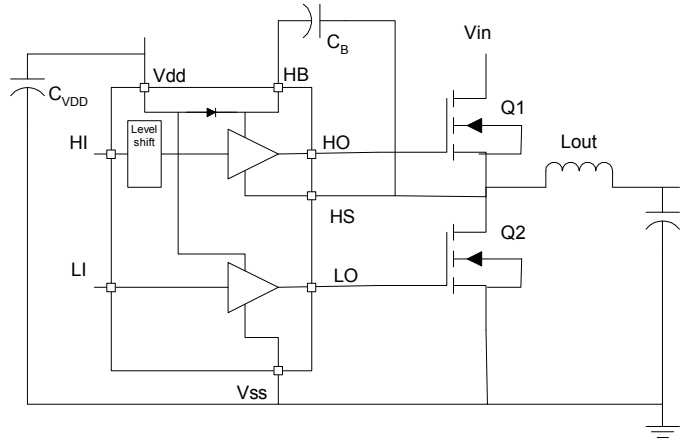 C_B
Vin
C_VDD
Vdd
HB
Q1
HI
Level
shift
HO
Lout
HS
Q2
LI
LO
Vss